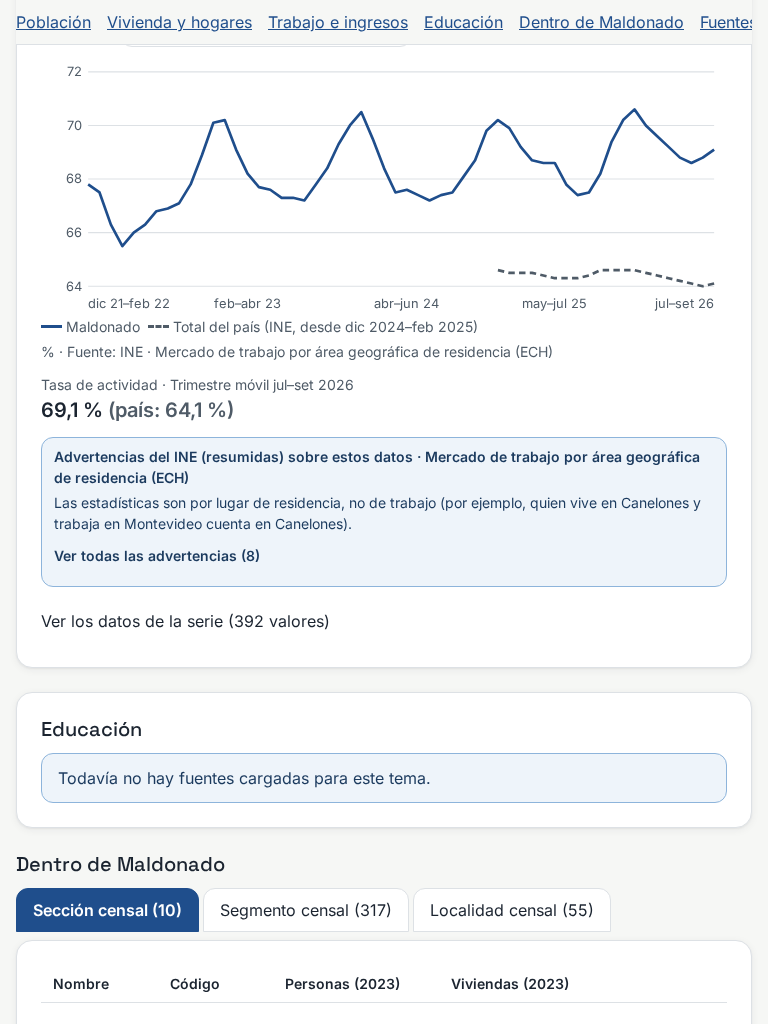 Población Vivienda y hogares Trabajo e ingresos Educación Dentro de Maldonado Fuentes
72
70
68
66
64
dic 21–feb 22 feb–abr 23 abr–jun 24 may–jul 25 jul–set 26
Maldonado Total del país (INE, desde dic 2024–feb 2025)
% · Fuente: INE · Mercado de trabajo por área geográfica de residencia (ECH)
Tasa de actividad · Trimestre móvil jul–set 2026
69,1 % (país: 64,1 %)
Advertencias del INE (resumidas) sobre estos datos · Mercado de trabajo por área geográfica
de residencia (ECH)
Las estadísticas son por lugar de residencia, no de trabajo (por ejemplo, quien vive en Canelones y
trabaja en Montevideo cuenta en Canelones).
Ver todas las advertencias (8)
Ver los datos de la serie (392 valores)
Educación
Todavía no hay fuentes cargadas para este tema.
Dentro de Maldonado
Sección censal (10) Segmento censal (317) Localidad censal (55)
Nombre Código Personas (2023) Viviendas (2023)